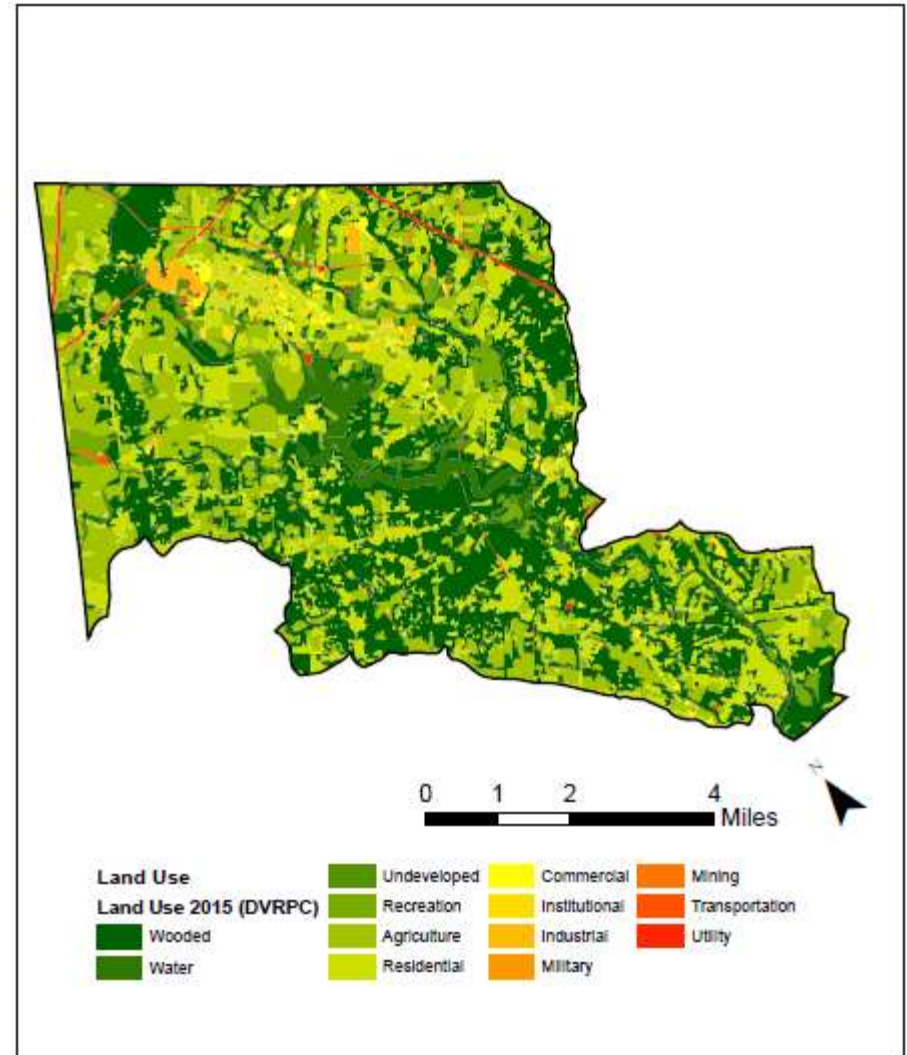 N
0 1 2 4
Miles
Land Use
Land Use 2015 (DVRPC)
Wooded
Water
Undeveloped
Recreation
Agriculture
Residential
Commercial
Institutional
Industrial
Military
Mining
Transportation
Utility